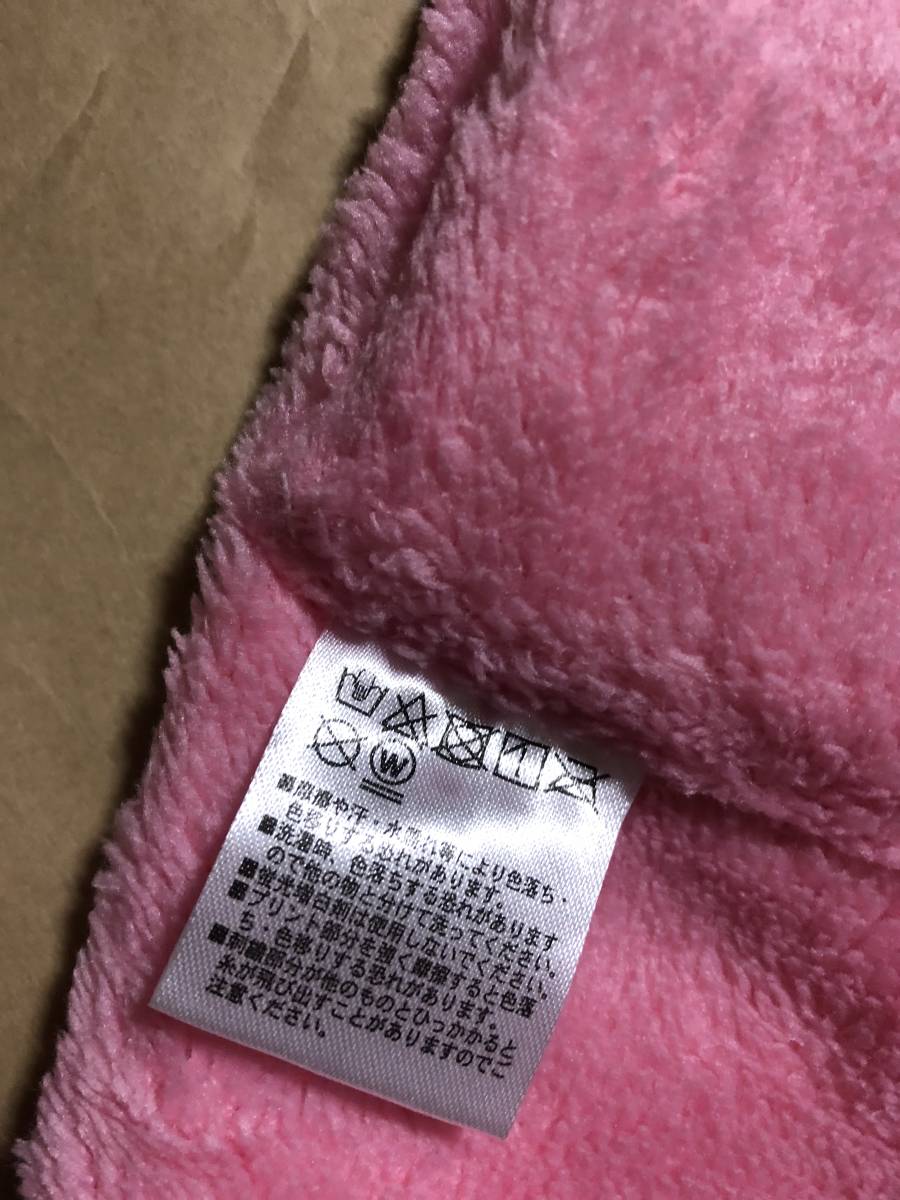 W
■摩擦や汗・水濡れ等により色落ち・
色移りする恐れがあります。
■洗濯時、色落ちする恐れがあります
ので他の物と分けて洗ってください。
■蛍光増白剤は使用しないでください。
■プリント部分を強く摩擦すると色落
ち・色移りする恐れがあります。
■刺繍部分が他のものとひっかかると
糸が飛び出すことがありますのでご
注意ください。